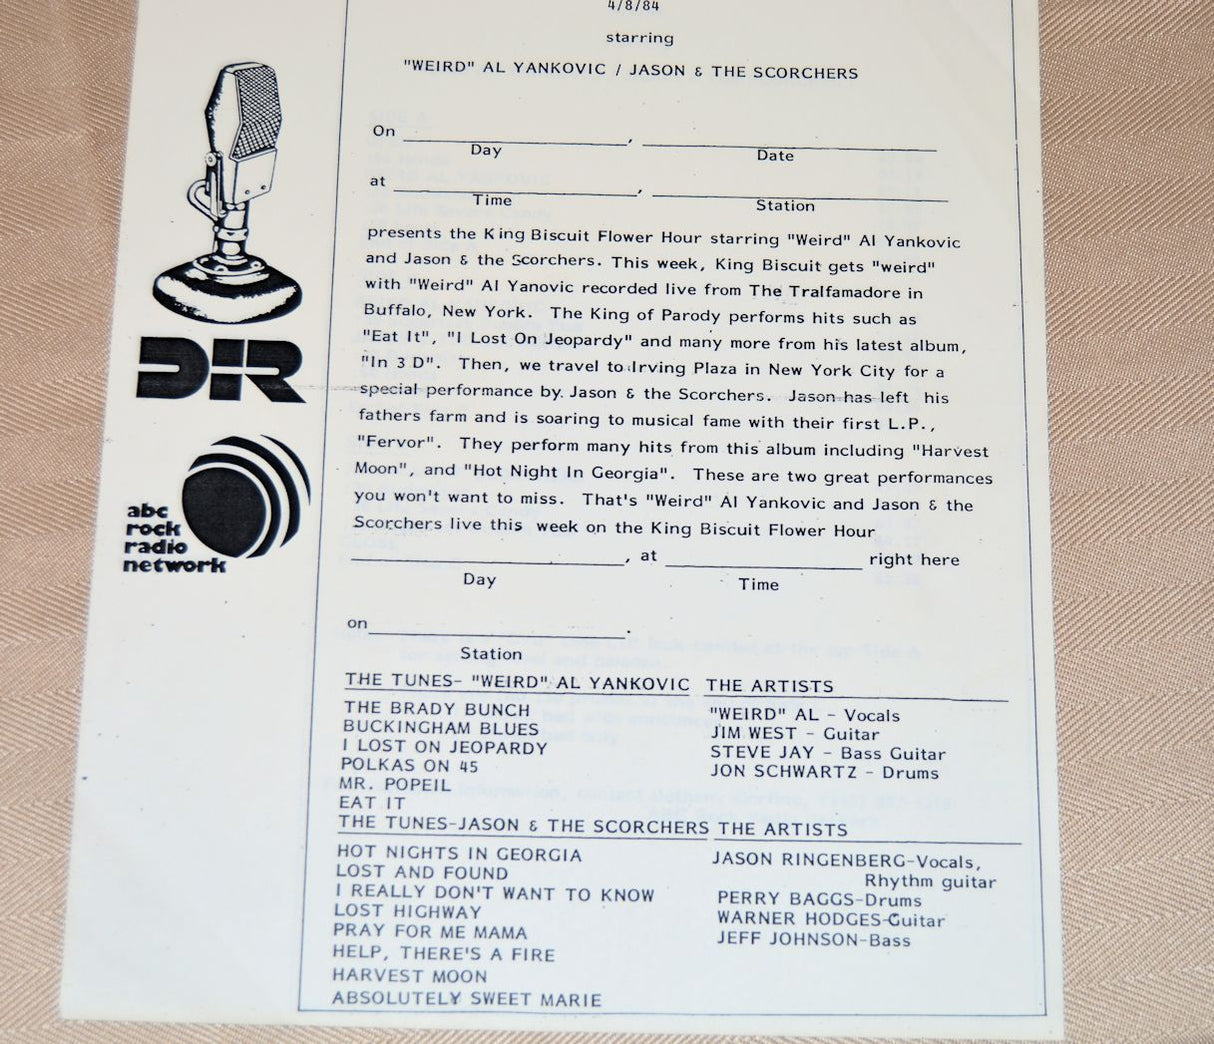 4/8/84
starring
"WEIRD" AL YANKOVIC / JASON & THE SCORCHERS
On ____________, ____________
Day Date
at ____________, ____________
Time Station
presents the King Biscuit Flower Hour starring "Weird" Al Yankovic
and Jason & the Scorchers. This week, King Biscuit gets "weird"
with "Weird" Al Yanovic recorded live from The Tralfamadore in
Buffalo, New York. The King of Parody performs hits such as
"Eat It", "I Lost On Jeopardy" and many more from his latest album,
"In 3 D". Then, we travel to Irving Plaza in New York City for a
special performance by Jason & the Scorchers. Jason has left his
fathers farm and is soaring to musical fame with their first L.P.,
"Fervor". They perform many hits from this album including "Harvest
Moon", and "Hot Night In Georgia". These are two great performances
you won't want to miss. That's "Weird" Al Yankovic and Jason & the
Scorchers live this week on the King Biscuit Flower Hour
____________, at ____________ right here
Day Time
on ____________.
Station
THE TUNES- "WEIRD" AL YANKOVIC THE ARTISTS
THE BRADY BUNCH "WEIRD" AL - Vocals
BUCKINGHAM BLUES JIM WEST - Guitar
I LOST ON JEOPARDY STEVE JAY - Bass Guitar
POLKAS ON 45 JON SCHWARTZ - Drums
MR. POPEIL
EAT IT
THE TUNES-JASON & THE SCORCHERS THE ARTISTS
HOT NIGHTS IN GEORGIA JASON RINGENBERG-Vocals,
LOST AND FOUND Rhythm guitar
I REALLY DON'T WANT TO KNOW PERRY BAGGS-Drums
LOST HIGHWAY WARNER HODGES-Guitar
PRAY FOR ME MAMA JEFF JOHNSON-Bass
HELP, THERE'S A FIRE
HARVEST MOON
ABSOLUTELY SWEET MARIE
DIR
abc
rock
radio
network